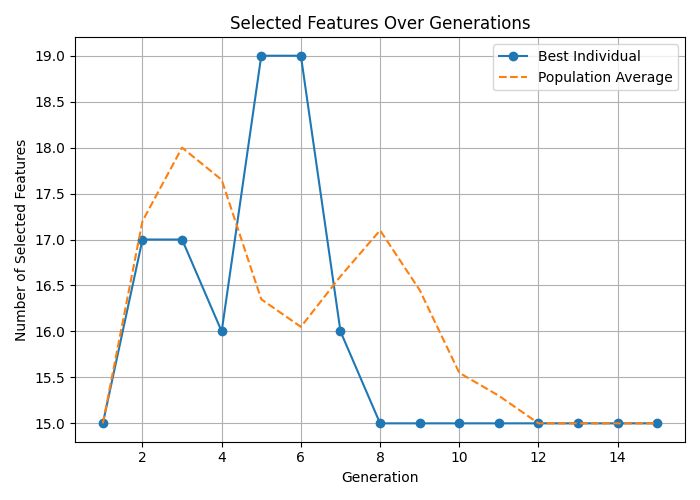 Selected Features Over Generations
Best Individual
Population Average
Number of Selected Features
19.0
18.5
18.0
17.5
17.0
16.5
16.0
15.5
15.0
2 4 6 8 10 12 14
Generation